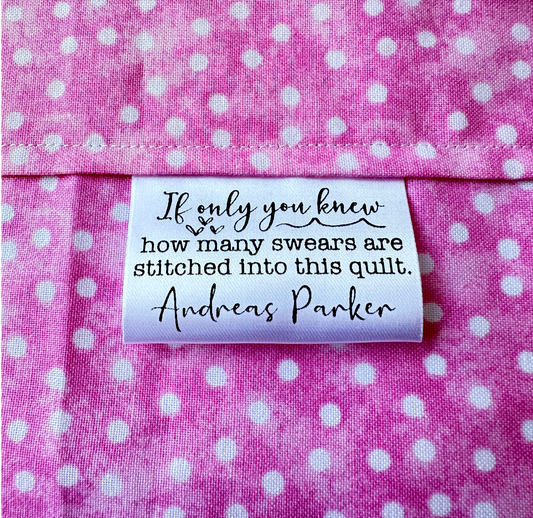 If only you knew
how many swears are
stitched into this quilt.
Andreas Parker